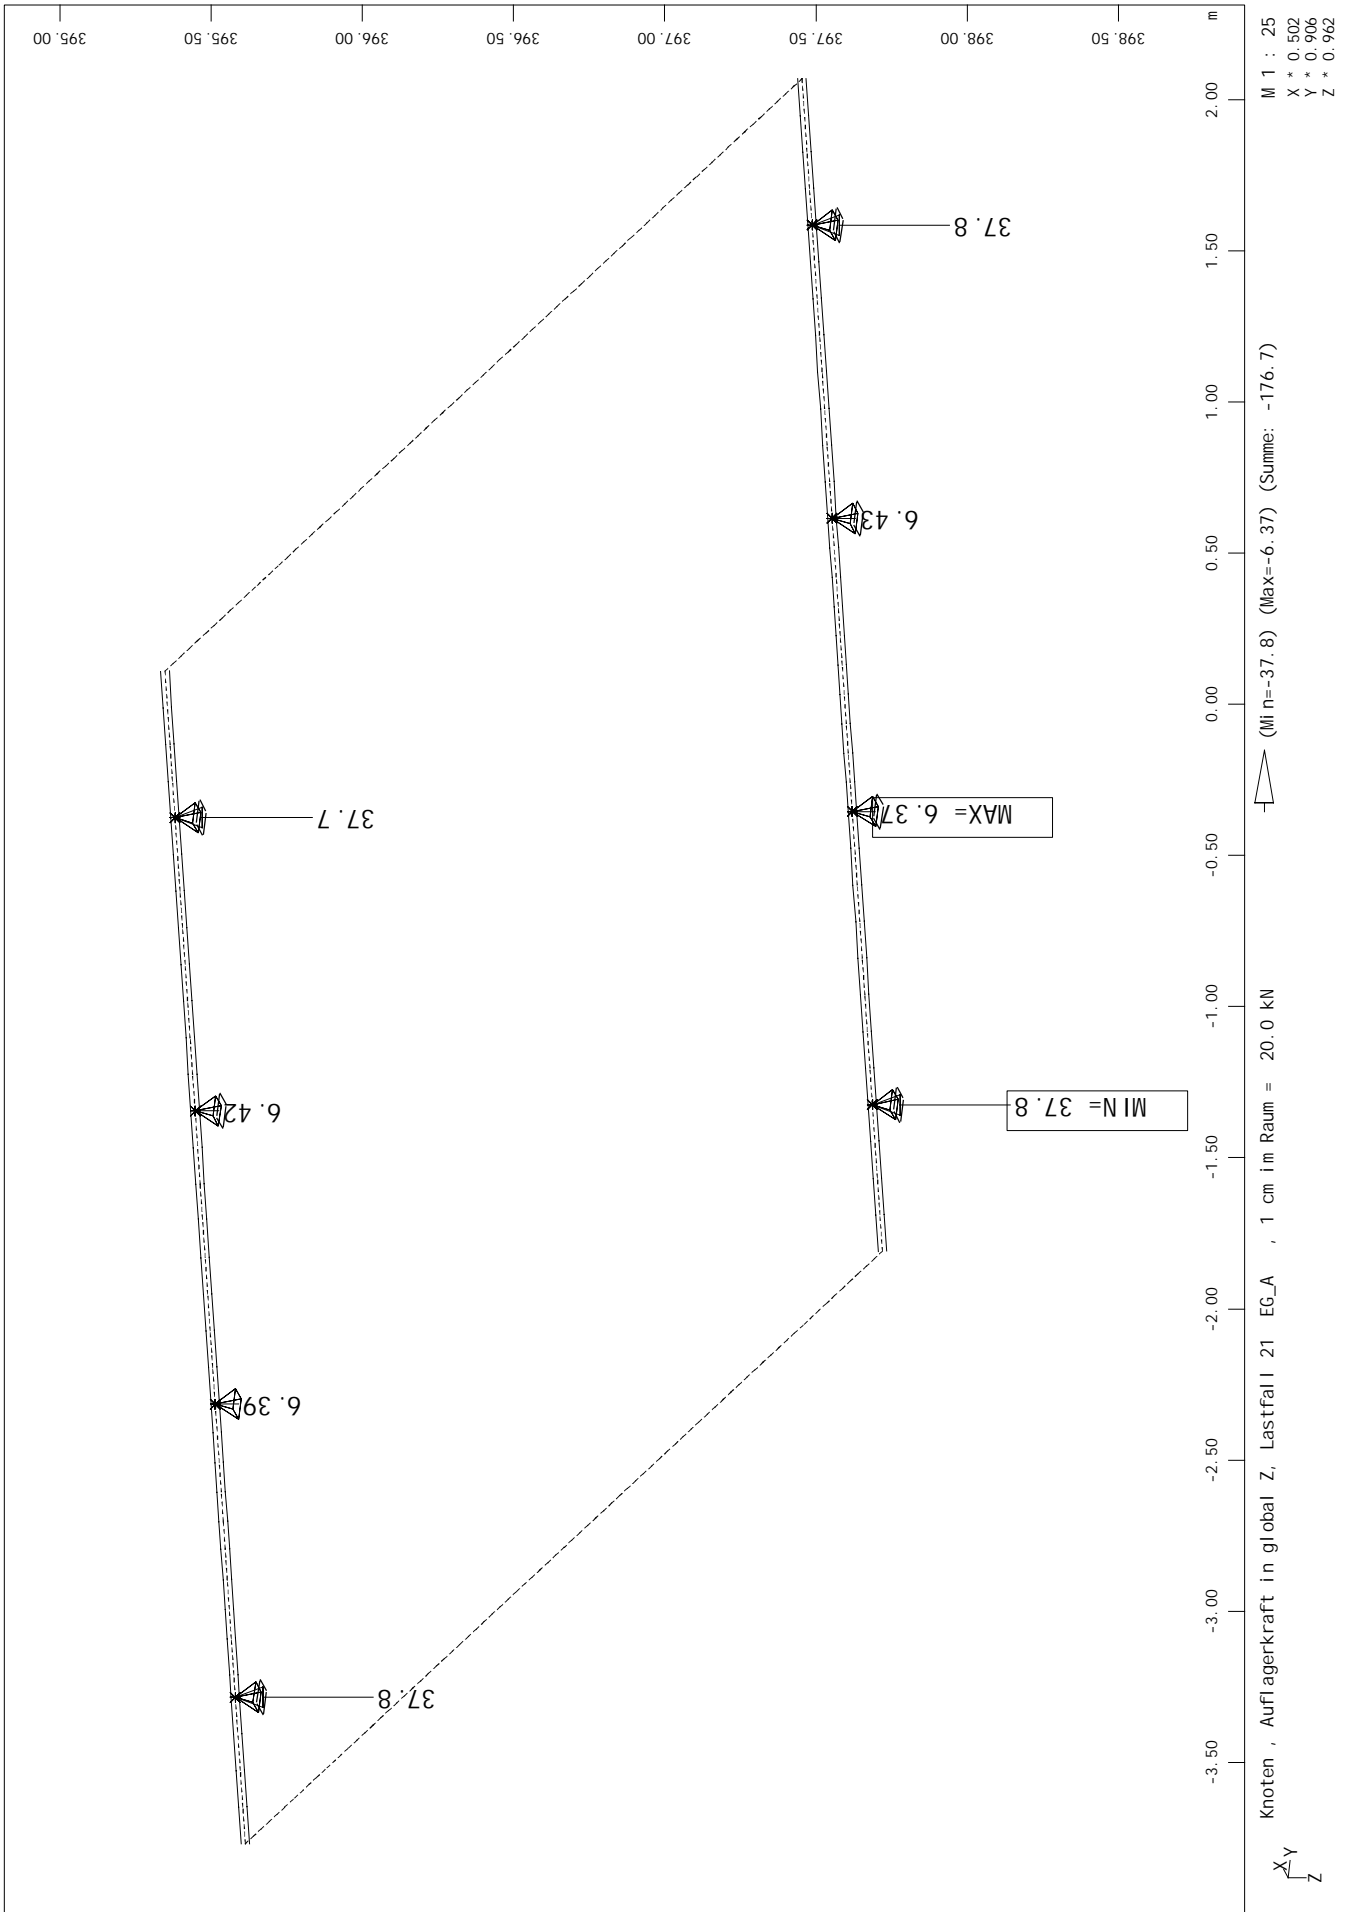 37.8
6.39
6.42
37.7
MIN= 37.8
MAX= 6.37
6.43
37.8
-3.50
-3.00
-2.50
-2.00
-1.50
-1.00
-0.50
0.00
0.50
1.00
1.50
2.00
m
395.00
395.50
396.00
396.50
397.00
397.50
398.00
398.50
Knoten , Auflagerkraft in global Z, Lastfall 21 EG_A , 1 cm im Raum = 20.0 kN (Min=-37.8) (Max=-6.37) (Summe: -176.7)
M 1 : 25
X * 0.502
Y * 0.906
Z * 0.962
X
Y
Z